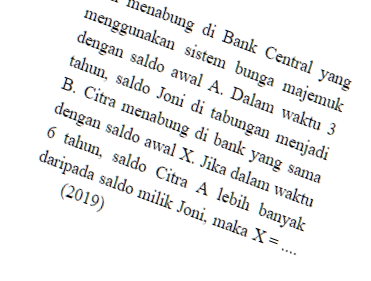 menabung di Bank Central yang
menggunakan sistem bunga majemuk
dengan saldo awal A. Dalam waktu 3
tahun, saldo Joni di tabungan menjadi
B. Citra menabung di bank yang sama
dengan saldo awal X. Jika dalam waktu
6 tahun, saldo Citra A lebih banyak
daripada saldo milik Joni, maka X = ....
(2019)